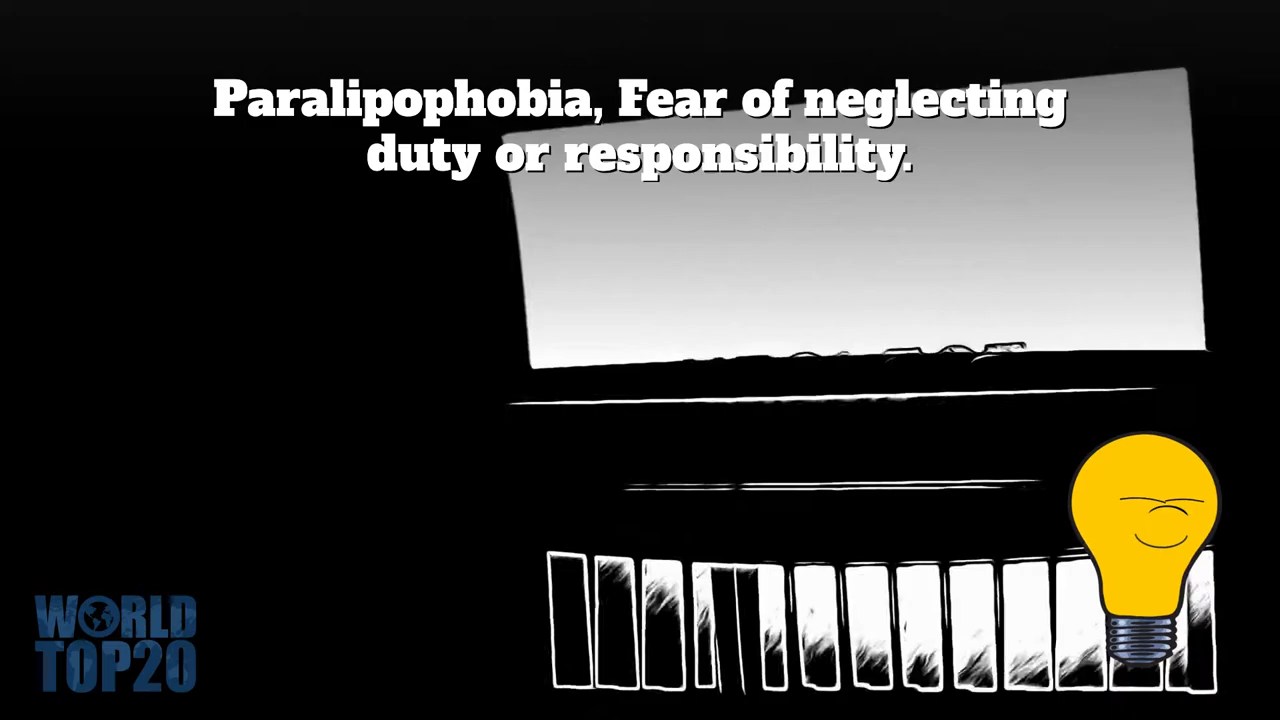 Paralipophobia, Fear of neglecting
duty or responsibility.
WORLD
TOP20